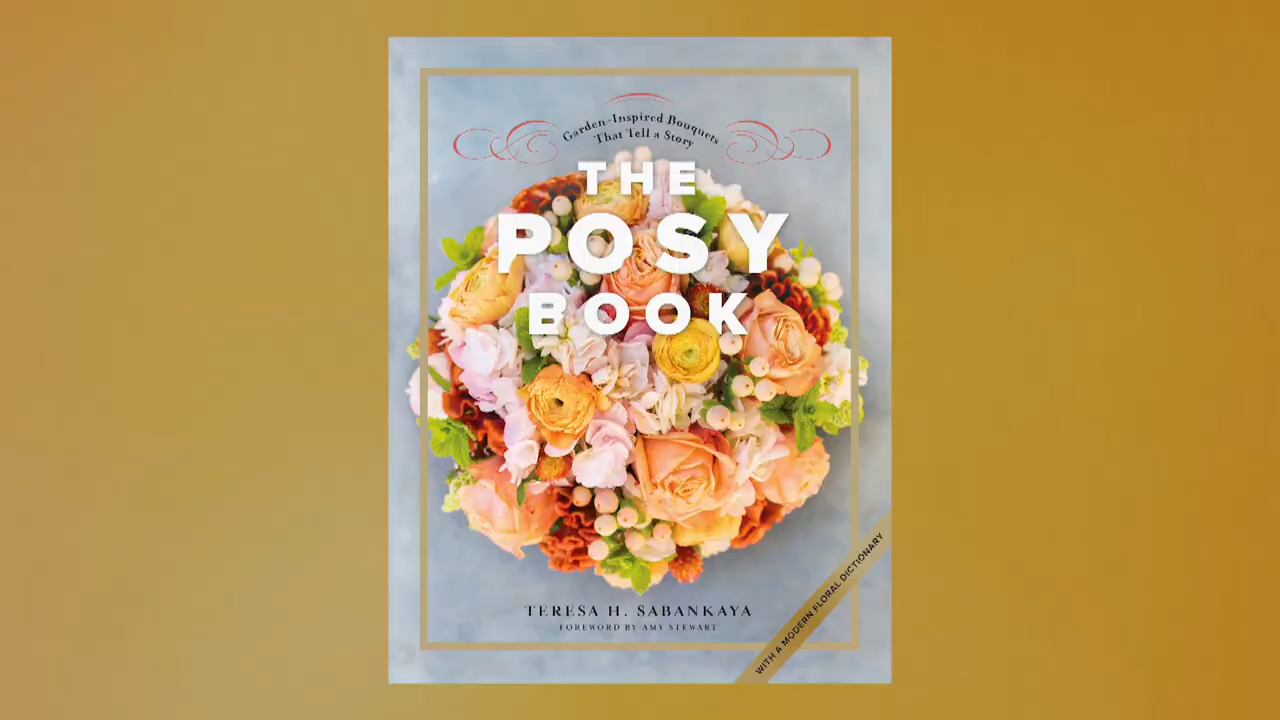 Garden-Inspired Bouquets
That Tell a Story
THE
POSY
BOOK
TERESA H. SABANKAYA
FOREWORD BY AMY STEWART
WITH A MODERN FLORAL DICTIONARY